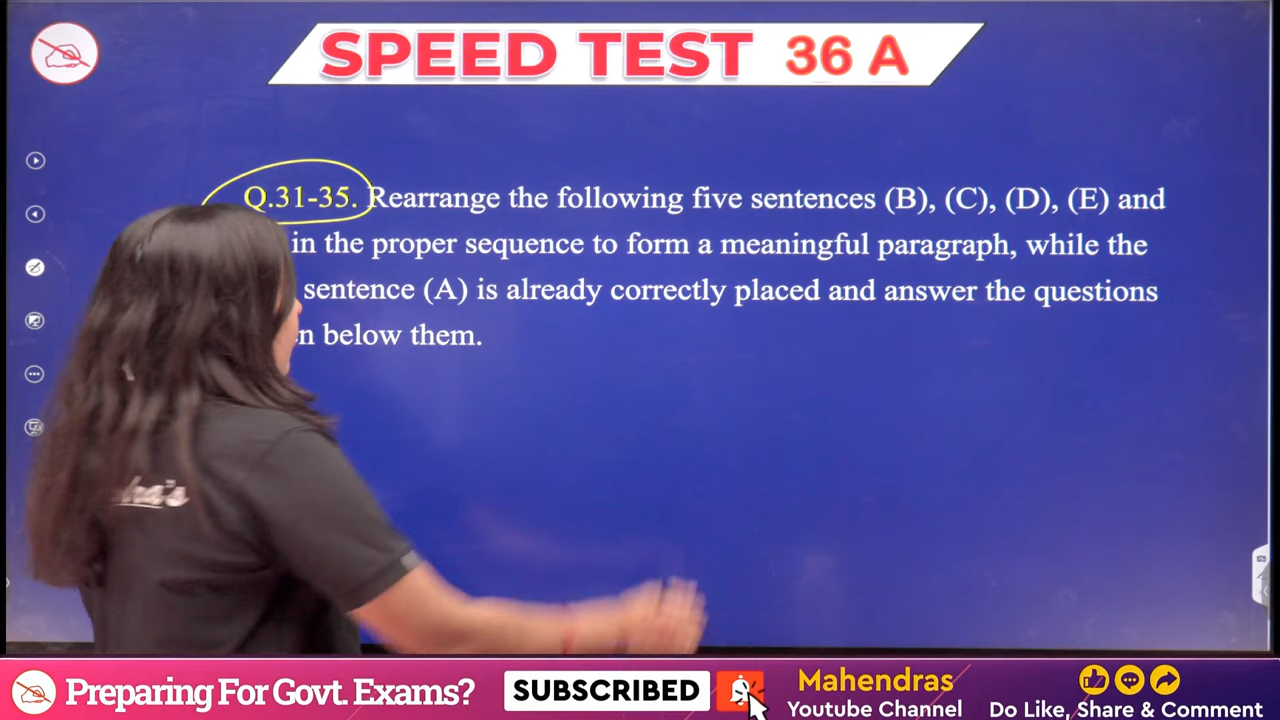 SPEED TEST 36 A
Q.31-35. Rearrange the following five sentences (B), (C), (D), (E) and
in the proper sequence to form a meaningful paragraph, while the
sentence (A) is already correctly placed and answer the questions
below them.
Preparing For Govt. Exams?
SUBSCRIBED
Mahendras
Youtube Channel
Do Like, Share & Comment